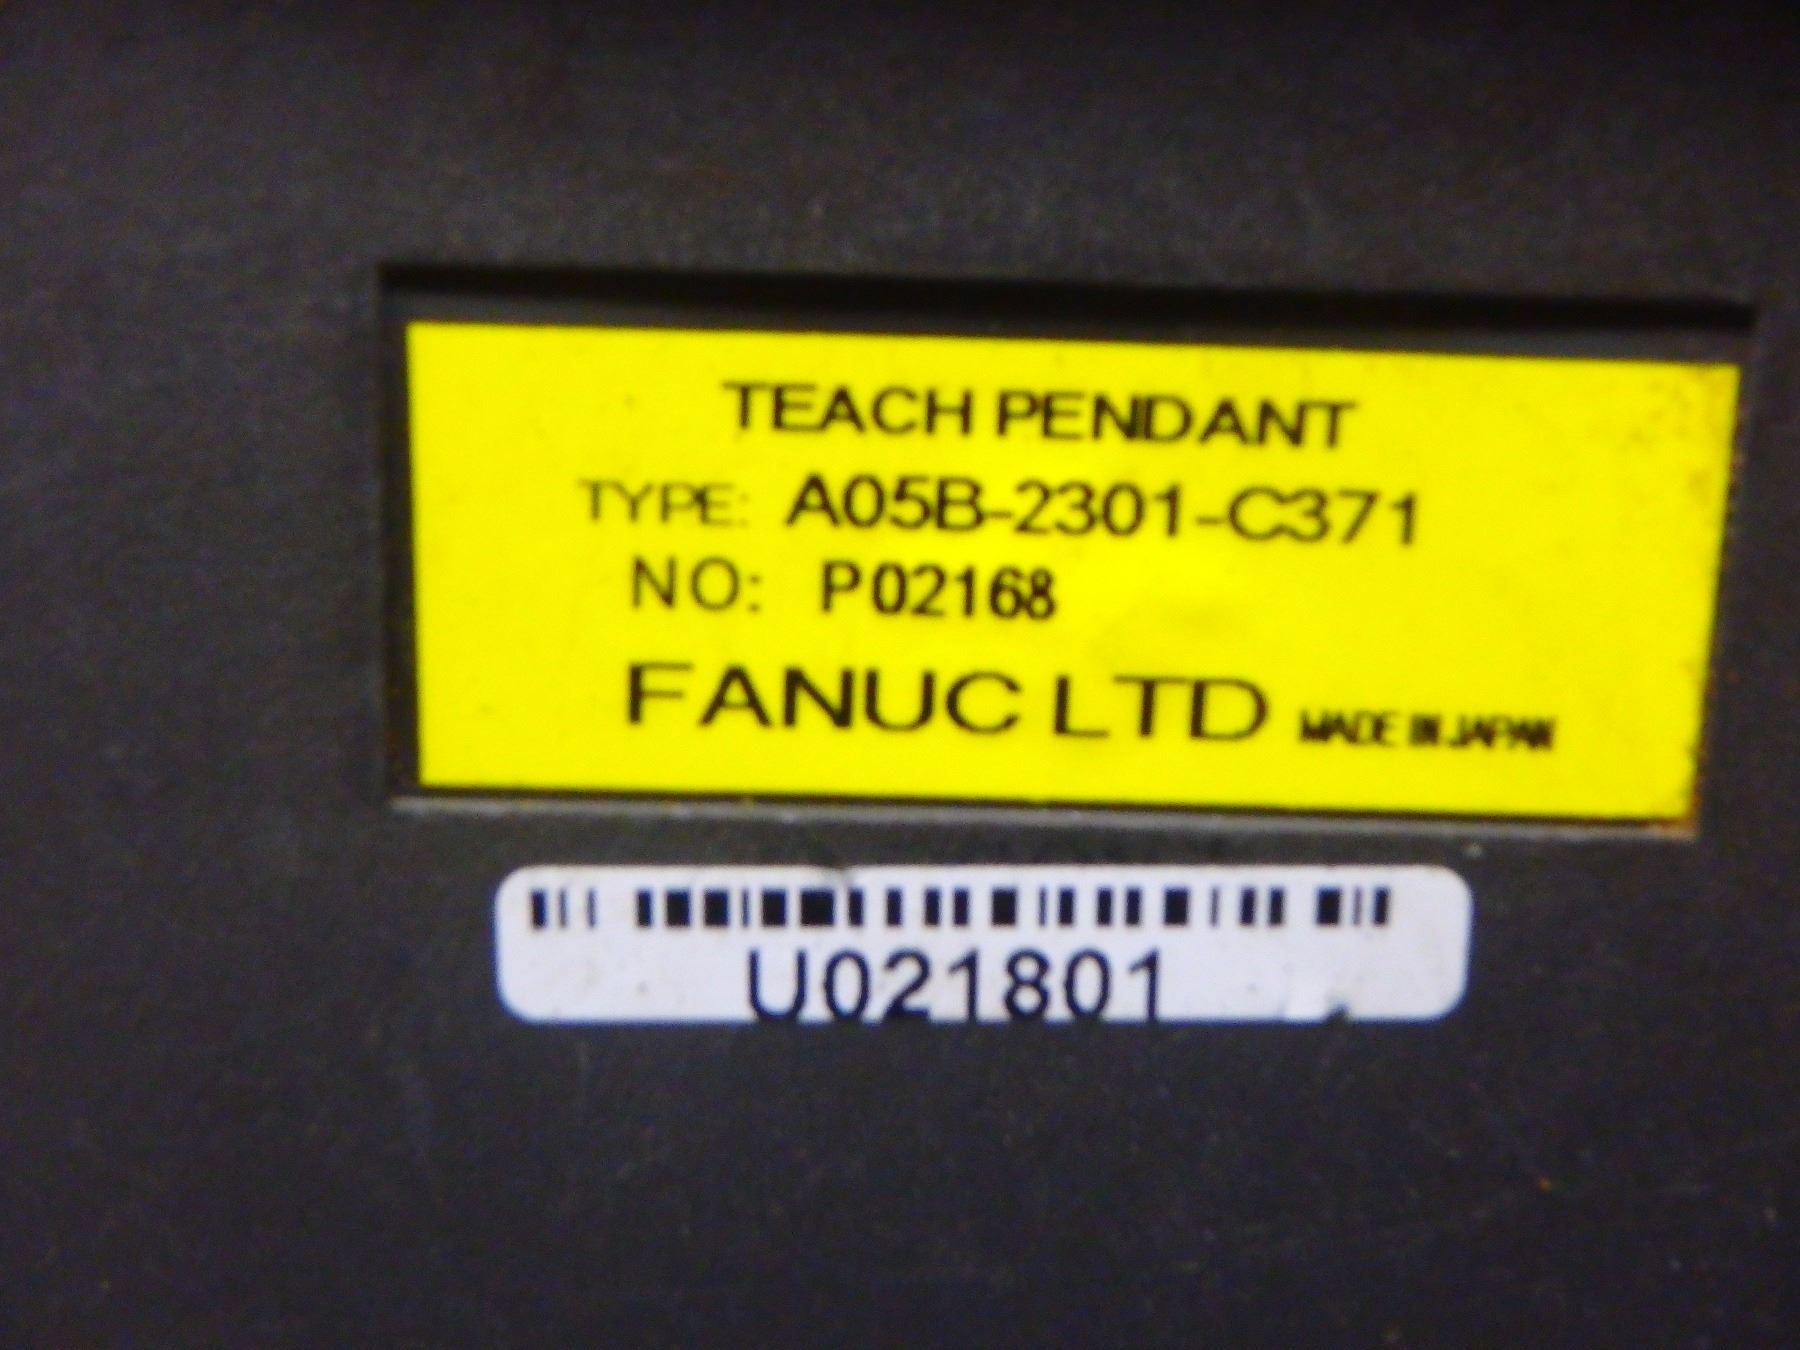 TEACH PENDANT
TYPE: A05B-2301-C371
NO: P02168
FANUC LTD MADE IN JAPAN
U021801